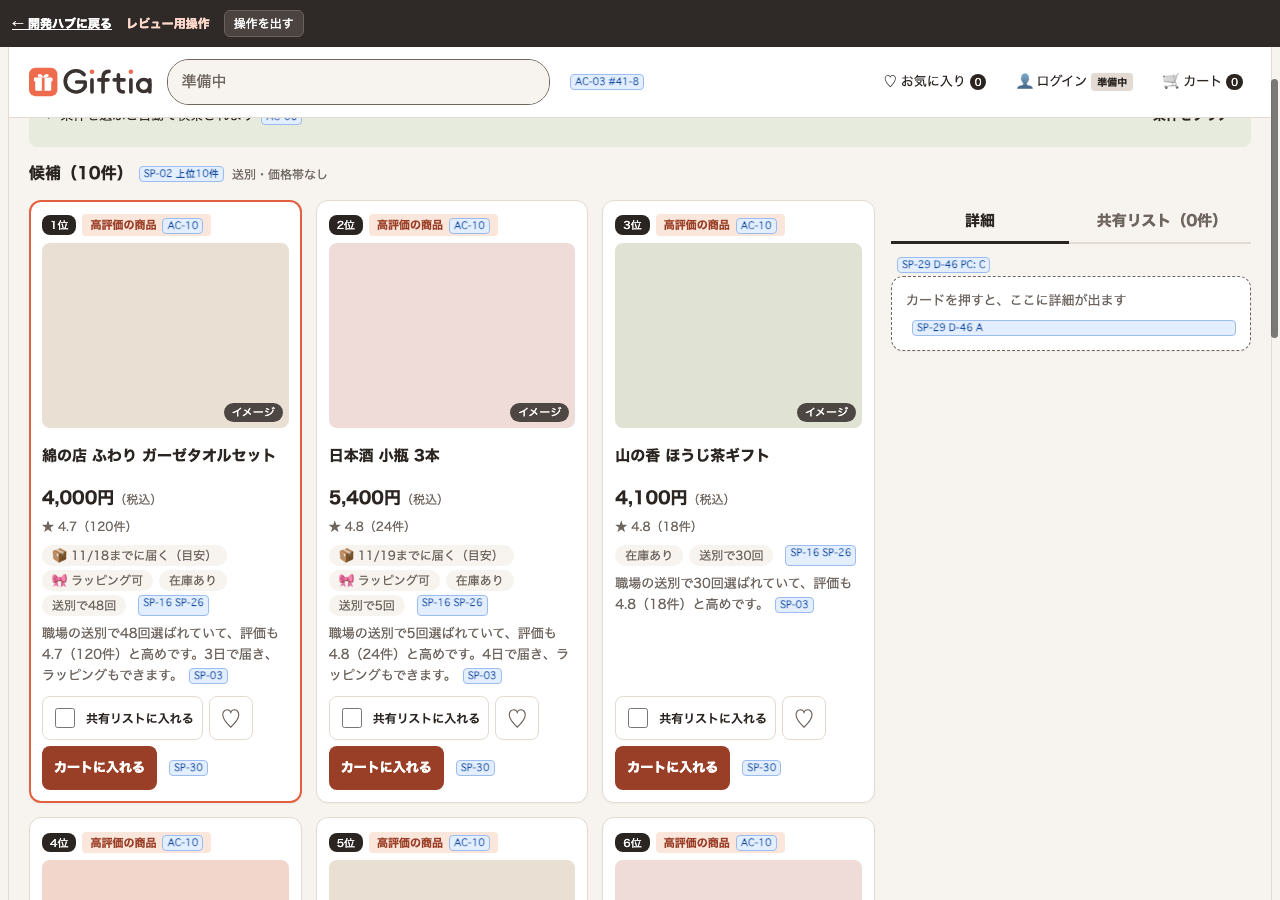 ← 開発ハブに戻る レビュー用操作 操作を出す
Giftia 準備中 AC-03 #41-8 ♡ お気に入り 0 ログイン 準備中 カート 0
候補（10件） SP-02 上位10件 送別・価格帯なし
詳細 共有リスト（0件）
SP-29 D-46 PC: C
カードを押すと、ここに詳細が出ます
SP-29 D-46 A
1位 高評価の商品 AC-10
イメージ
綿の店 ふわり ガーゼタオルセット
4,000円（税込）
★ 4.7（120件）
📦 11/18までに届く（目安）
🎀 ラッピング可 在庫あり
送別で48回 SP-16 SP-26
職場の送別で48回選ばれていて、評価も
4.7（120件）と高めです。3日で届き、
ラッピングもできます。 SP-03
共有リストに入れる ♡
カートに入れる SP-30
2位 高評価の商品 AC-10
イメージ
日本酒 小瓶 3本
5,400円（税込）
★ 4.8（24件）
📦 11/19までに届く（目安）
🎀 ラッピング可 在庫あり
送別で5回 SP-16 SP-26
職場の送別で5回選ばれていて、評価も
4.8（24件）と高めです。4日で届き、ラ
ッピングもできます。 SP-03
共有リストに入れる ♡
カートに入れる SP-30
3位 高評価の商品 AC-10
イメージ
山の香 ほうじ茶ギフト
4,100円（税込）
★ 4.8（18件）
在庫あり 送別で30回 SP-16 SP-26
職場の送別で30回選ばれていて、評価も
4.8（18件）と高めです。 SP-03
共有リストに入れる ♡
カートに入れる SP-30
4位 高評価の商品 AC-10
5位 高評価の商品 AC-10
6位 高評価の商品 AC-10